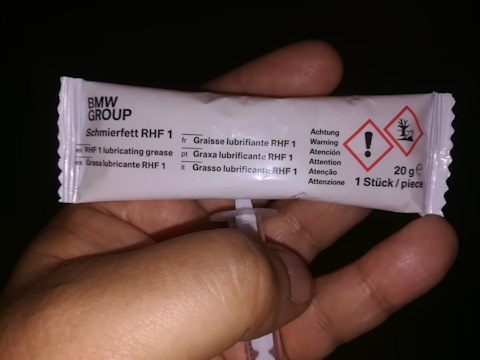 BMW
GROUP
Schmierfett RHF 1
en RHF 1 lubricating grease
es Grasa lubricante RHF 1
fr Graisse lubrifiante RHF 1
pt Graxa lubrificante RHF 1
it Grasso lubrificante RHF 1
Achtung
Warning
Atención
Attention
Atenção
Attenzione
20 g ℮
1 Stück / piece